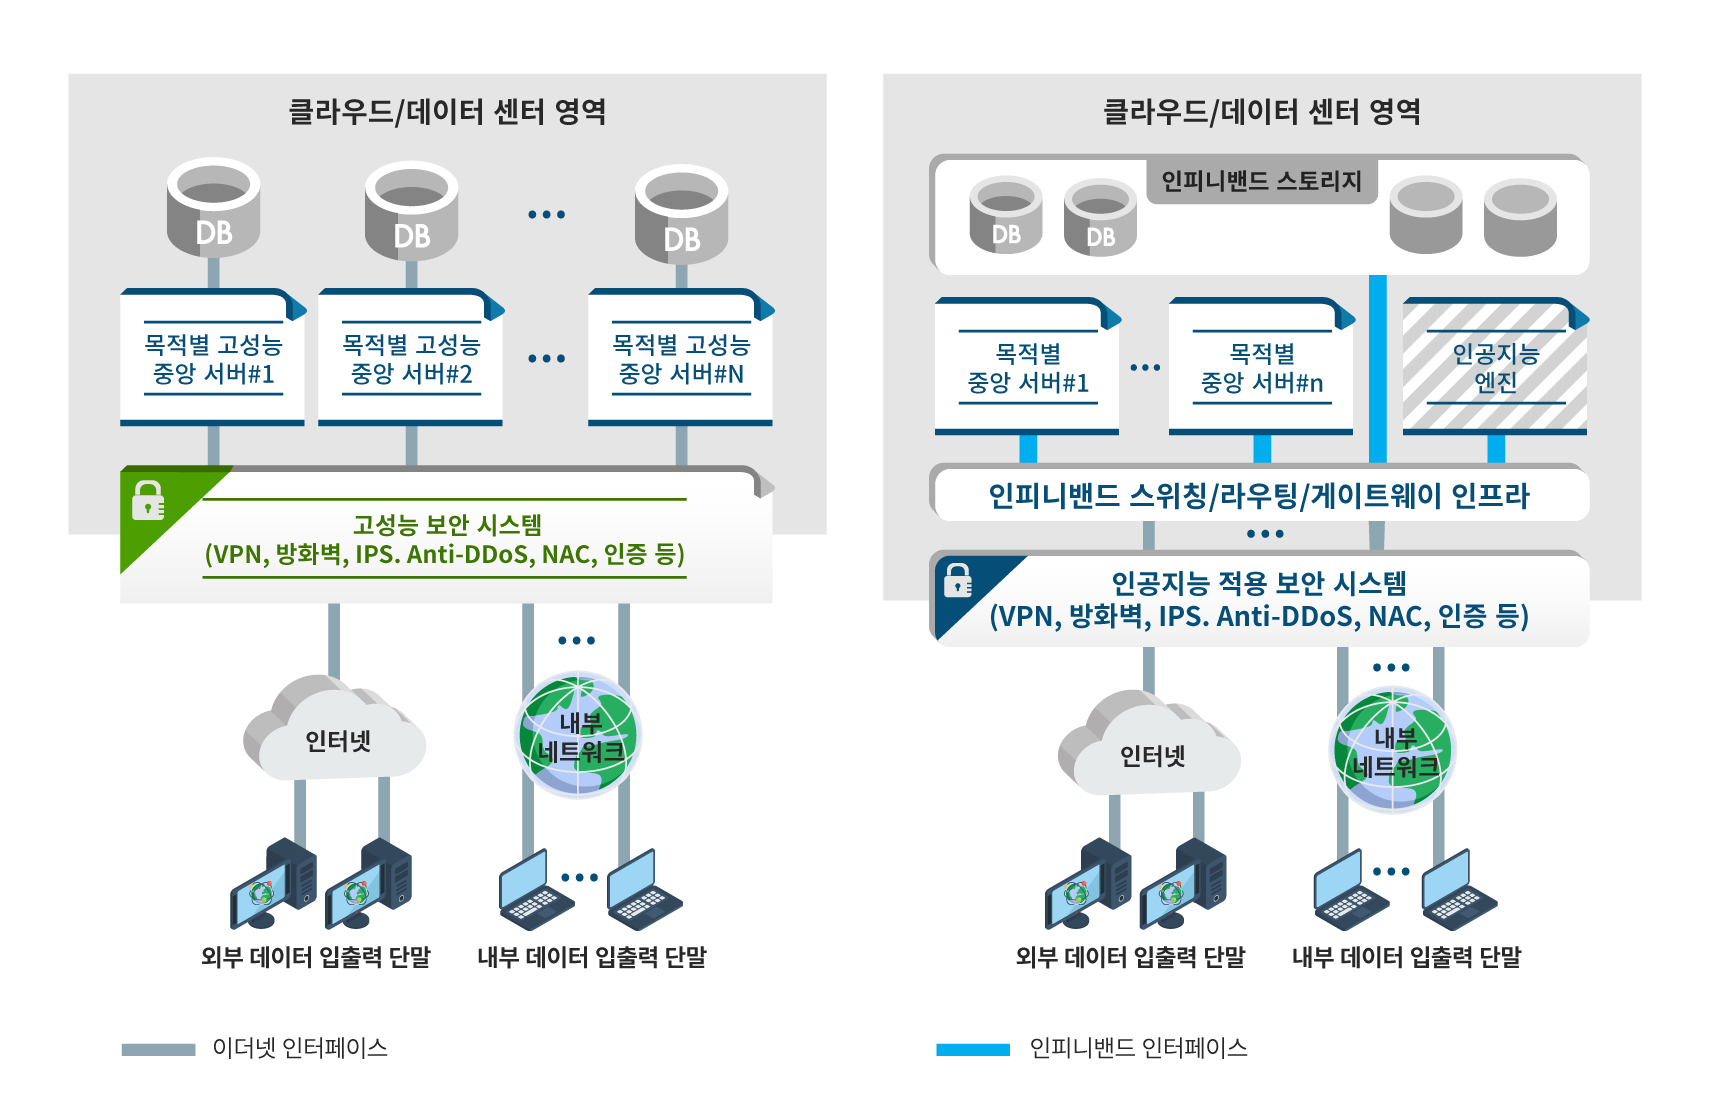 클라우드/데이터 센터 영역
DB
DB
DB
목적별 고성능
중앙 서버#1
목적별 고성능
중앙 서버#2
목적별 고성능
중앙 서버#N
고성능 보안 시스템
(VPN, 방화벽, IPS. Anti-DDoS, NAC, 인증 등)
인터넷
내부
네트워크
외부 데이터 입출력 단말
내부 데이터 입출력 단말
이더넷 인터페이스
클라우드/데이터 센터 영역
인피니밴드 스토리지
DB
DB
목적별
중앙 서버#1
목적별
중앙 서버#n
인공지능
엔진
인피니밴드 스위칭/라우팅/게이트웨이 인프라
인공지능 적용 보안 시스템
(VPN, 방화벽, IPS. Anti-DDoS, NAC, 인증 등)
인터넷
내부
네트워크
외부 데이터 입출력 단말
내부 데이터 입출력 단말
인피니밴드 인터페이스